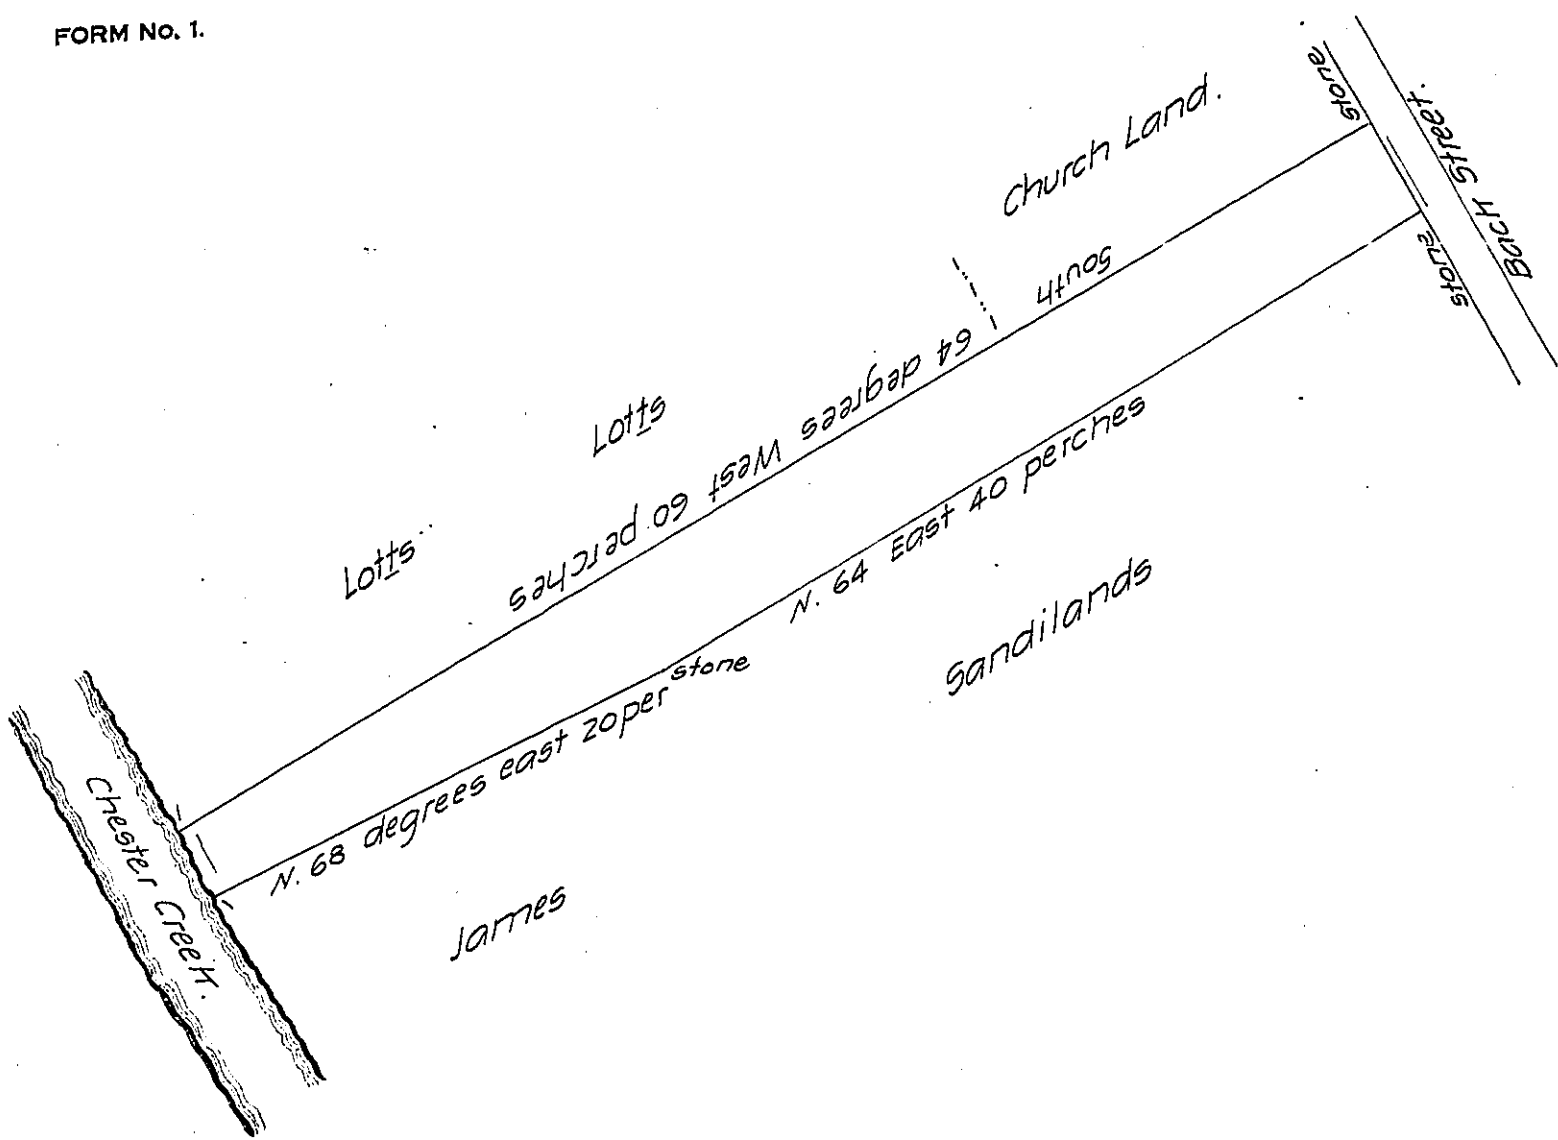 FORM No. 1.
Church Land.
stone
Bach Street.
stone
South
64 degrees West 60 perches
Lotts
Lotts
N. 64 East 40 perches
Sandilands
stone
N. 68 degrees east 20 per
James
Chester Creek.